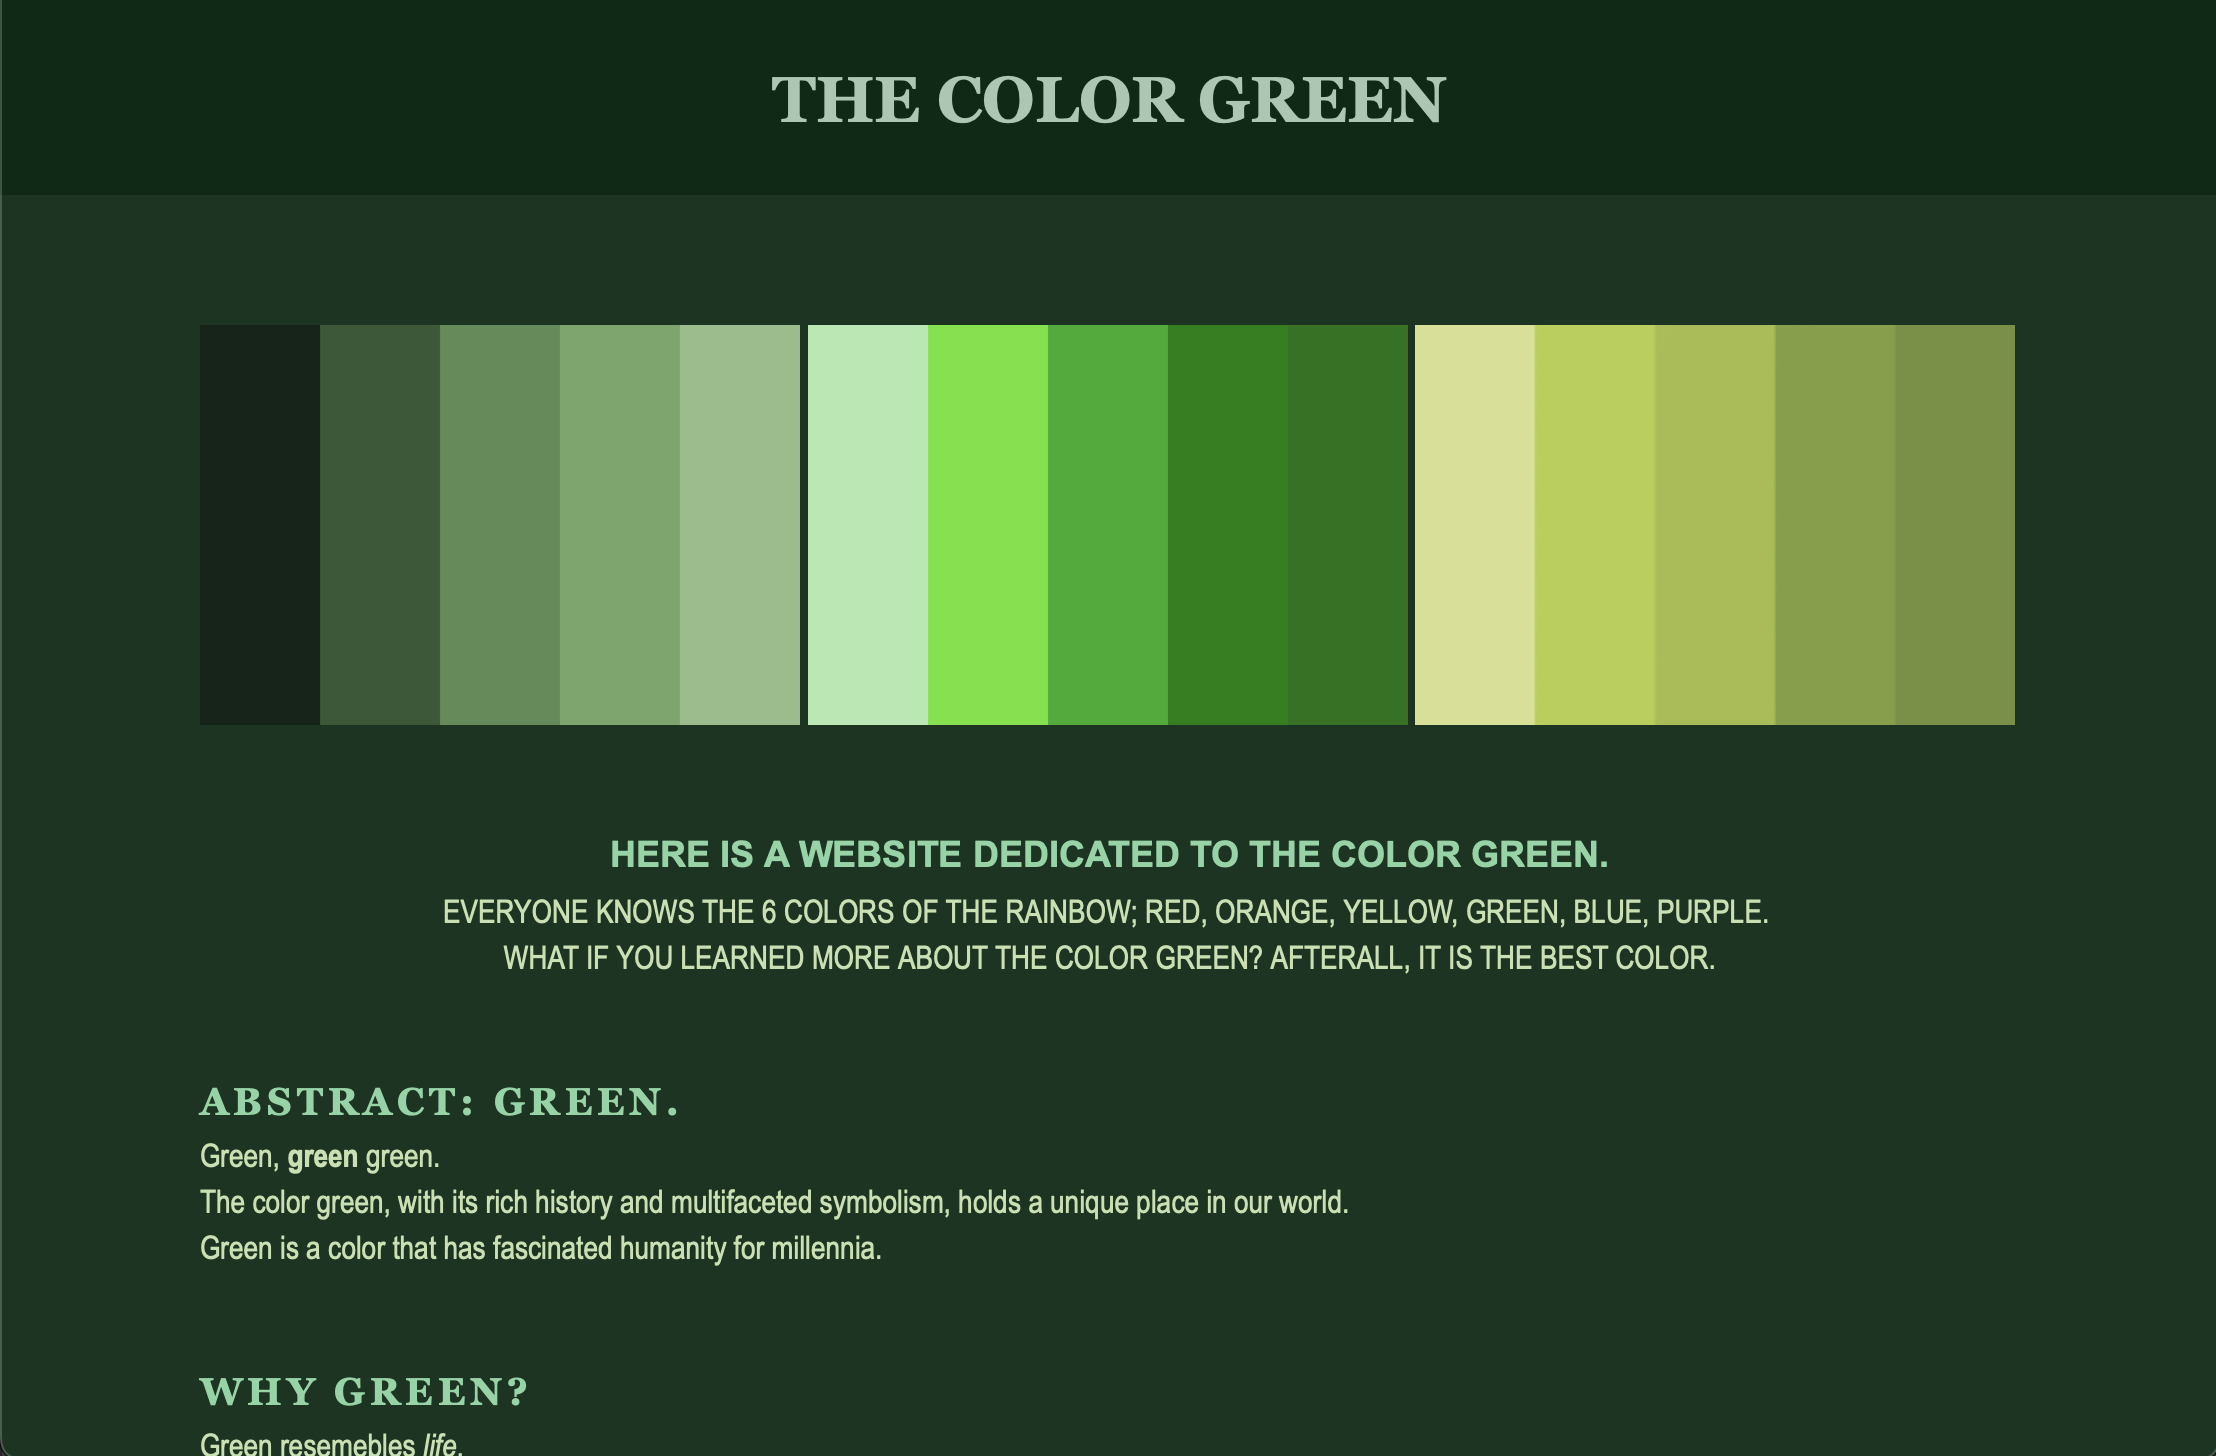 THE COLOR GREEN
HERE IS A WEBSITE DEDICATED TO THE COLOR GREEN.
EVERYONE KNOWS THE 6 COLORS OF THE RAINBOW; RED, ORANGE, YELLOW, GREEN, BLUE, PURPLE.
WHAT IF YOU LEARNED MORE ABOUT THE COLOR GREEN? AFTERALL, IT IS THE BEST COLOR.
ABSTRACT: GREEN.
Green, green green.
The color green, with its rich history and multifaceted symbolism, holds a unique place in our world.
Green is a color that has fascinated humanity for millennia.
WHY GREEN?
Green resemebles life.